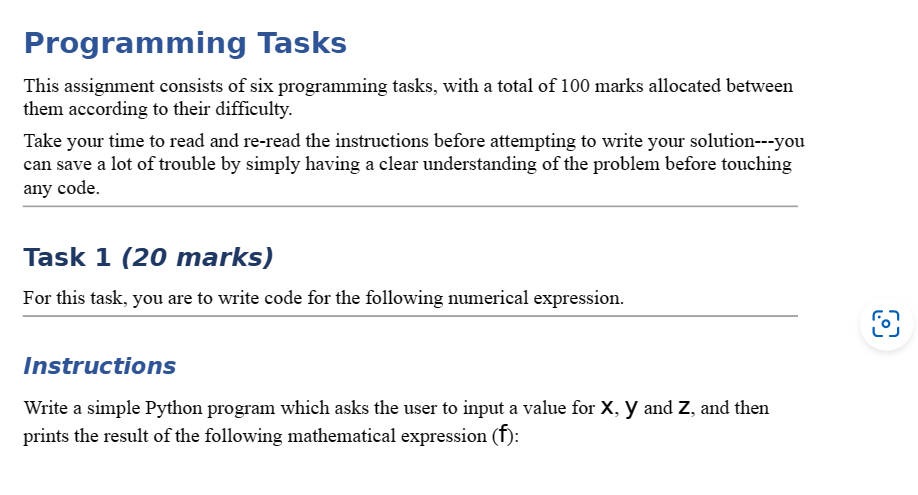 Programming Tasks
This assignment consists of six programming tasks, with a total of 100 marks allocated between
them according to their difficulty.
Take your time to read and re-read the instructions before attempting to write your solution---you
can save a lot of trouble by simply having a clear understanding of the problem before touching
any code.
Task 1 (20 marks)
For this task, you are to write code for the following numerical expression.
Instructions
Write a simple Python program which asks the user to input a value for x, y and z, and then
prints the result of the following mathematical expression (f):